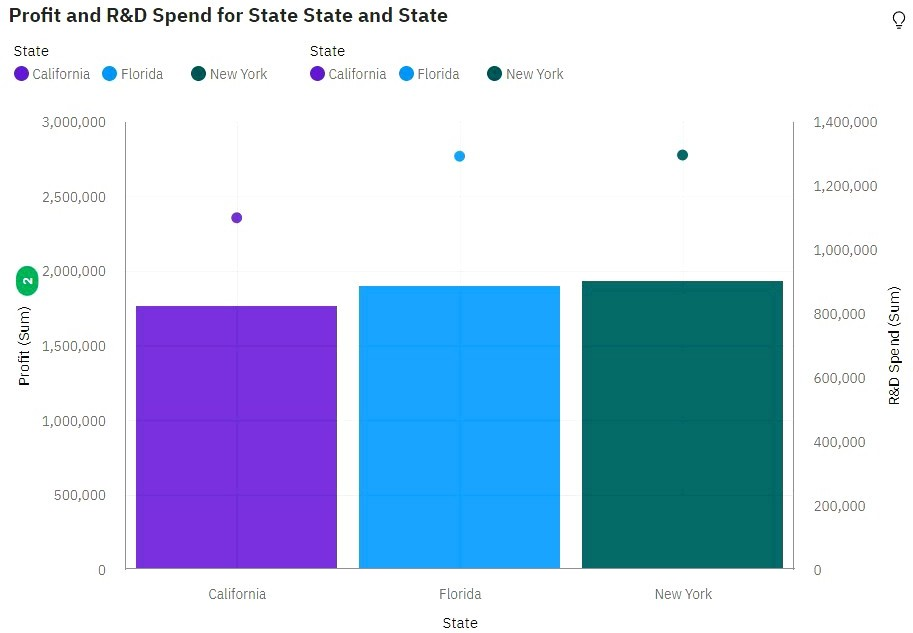 Profit and R&D Spend for State State and State
State State
California Florida New York California Florida New York
3,000,000 1,400,000
2,500,000 1,200,000
2,000,000 1,000,000
1,500,000 800,000
1,000,000 600,000
500,000 400,000
0 200,000
0
2
Profit (Sum)
R&D Spend (Sum)
California Florida New York
State